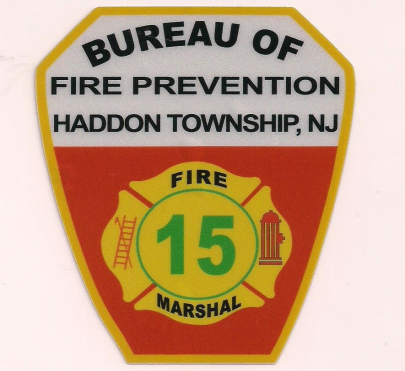 BUREAU OF
FIRE PREVENTION
HADDON TOWNSHIP, NJ
FIRE
15
MARSHAL